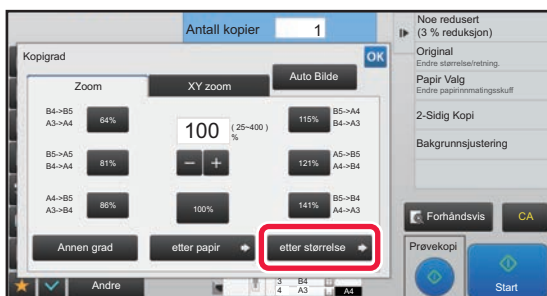 Antall kopier 1
Kopigrad
OK
Zoom
XY zoom
Auto Bilde
B4->B5
A3->A4
64%
B5->A5
B4->A4
81%
A4->B5
A3->B4
86%
100 (25~400)
%
100%
115%
B5->A4
B4->A3
121%
A5->B5
A4->B4
141%
B5->B4
A4->A3
Annen grad
etter papir
etter størrelse
Noe redusert
(3 % reduksjon)
Original
Endre størrelse/retning.
Papir Valg
Endre papirinnmatingsskuff
2-Sidig Kopi
Bakgrunnsjustering
Forhåndsvis
CA
Prøvekopi
Start
Andre
3 B4
4 A3
A4